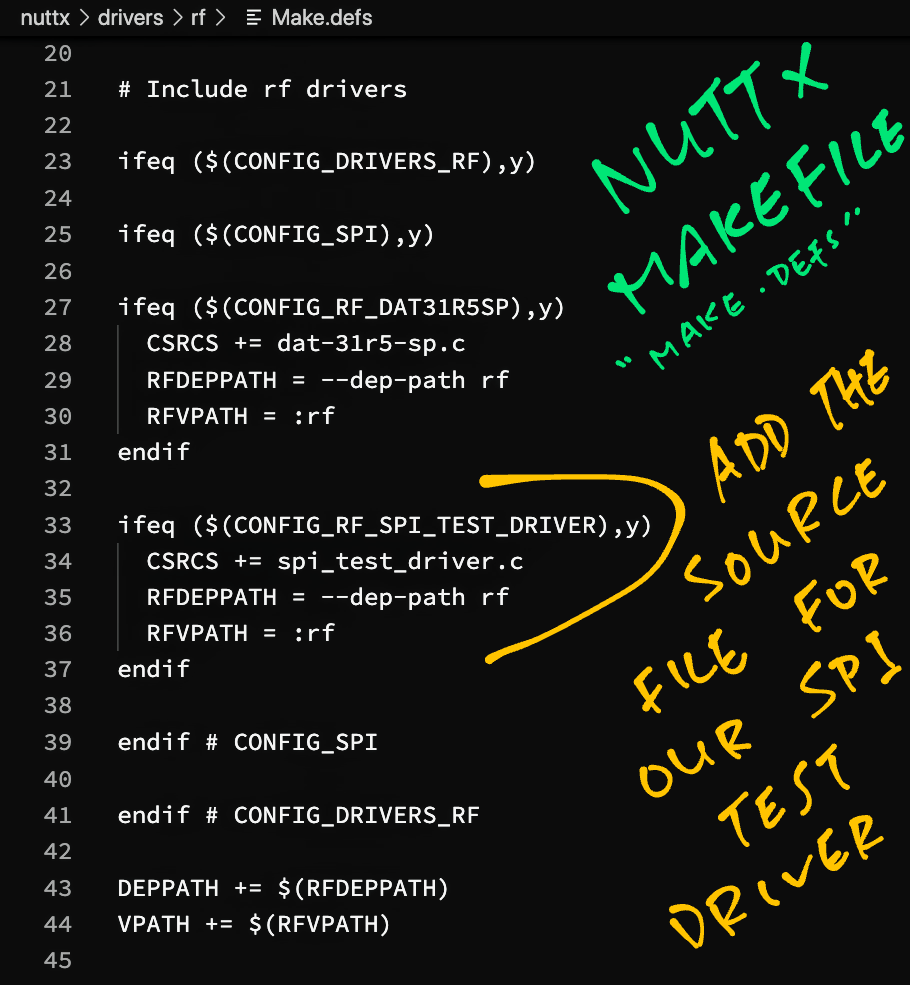 nuttx > drivers > rf > Make.defs
20
21 # Include rf drivers
22
23 ifeq ($(CONFIG_DRIVERS_RF),y)
24
25 ifeq ($(CONFIG_SPI),y)
26
27 ifeq ($(CONFIG_RF_DAT31R5SP),y)
28 CSRCS += dat-31r5-sp.c
29 RFDEPPATH = --dep-path rf
30 RFVPATH = :rf
31 endif
32
33 ifeq ($(CONFIG_RF_SPI_TEST_DRIVER),y)
34 CSRCS += spi_test_driver.c
35 RFDEPPATH = --dep-path rf
36 RFVPATH = :rf
37 endif
38
39 endif # CONFIG_SPI
40
41 endif # CONFIG_DRIVERS_RF
42
43 DEPPATH += $(RFDEPPATH)
44 VPATH += $(RFVPATH)
45
NUTTX
MAKEFILE
"MAKE.DEFS"
ADD THE
SOURCE
FILE FOR
OUR SPI
TEST
DRIVER